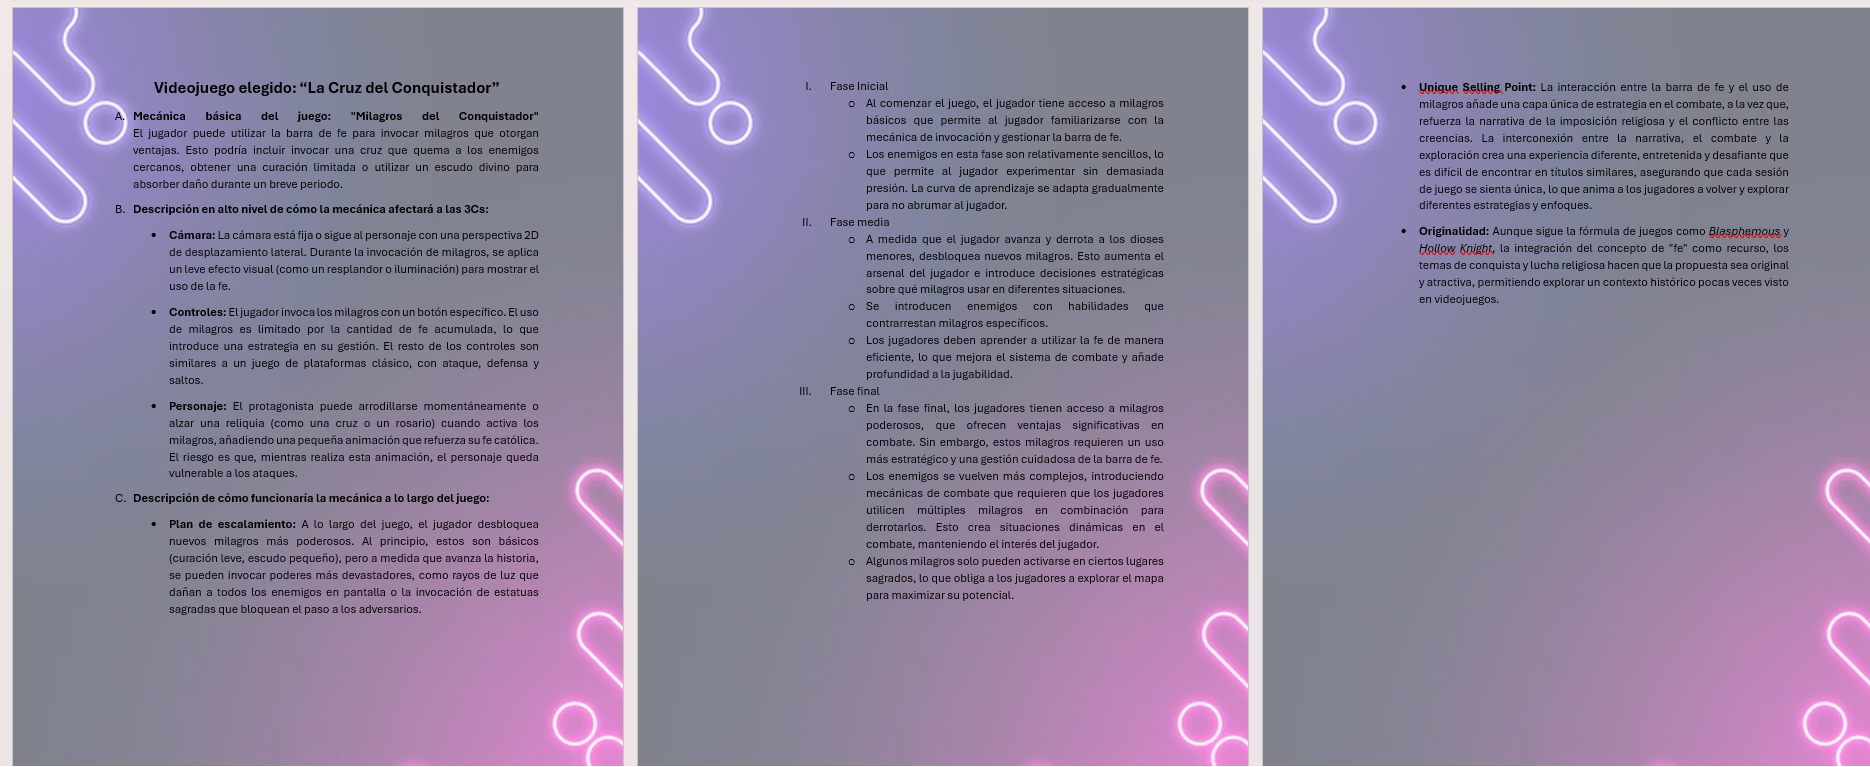 Videojuego elegido: “La Cruz del Conquistador”
A. Mecánica básica del juego: "Milagros del Conquistador"
El jugador puede utilizar la barra de fe para invocar milagros que otorgan
ventajas. Esto podría incluir invocar una cruz que quema a los enemigos
cercanos, obtener una curación limitada o utilizar un escudo divino para
absorber daño durante un breve periodo.
B. Descripción en alto nivel de cómo la mecánica afectará a las 3Cs:
• Cámara: La cámara está fija o sigue al personaje con una perspectiva 2D
de desplazamiento lateral. Durante la invocación de milagros, se aplica
un leve efecto visual (como un resplandor o iluminación) para mostrar el
uso de la fe.
• Controles: El jugador invoca los milagros con un botón específico. El uso
de milagros es limitado por la cantidad de fe acumulada, lo que
introduce una estrategia en su gestión. El resto de los controles son
similares a un juego de plataformas clásico, con ataque, defensa y
saltos.
• Personaje: El protagonista puede arrodillarse momentáneamente o
alzar una reliquia (como una cruz o un rosario) cuando activa los
milagros, añadiendo una pequeña animación que refuerza su fe católica.
El riesgo es que, mientras realiza esta animación, el personaje queda
vulnerable a los ataques.
C. Descripción de cómo funcionaría la mecánica a lo largo del juego:
• Plan de escalamiento: A lo largo del juego, el jugador desbloquea
nuevos milagros más poderosos. Al principio, estos son básicos
(curación leve, escudo pequeño), pero a medida que avanza la historia,
se pueden invocar poderes más devastadores, como rayos de luz que
dañan a todos los enemigos en pantalla o la invocación de estatuas
sagradas que bloquean el paso a los adversarios.
I. Fase Inicial
o Al comenzar el juego, el jugador tiene acceso a milagros
básicos que permite al jugador familiarizarse con la
mecánica de invocación y gestionar la barra de fe.
o Los enemigos en esta fase son relativamente sencillos, lo
que permite al jugador experimentar sin demasiada
presión. La curva de aprendizaje se adapta gradualmente
para no abrumar al jugador.
II. Fase media
o A medida que el jugador avanza y derrota a los dioses
menores, desbloquea nuevos milagros. Esto aumenta el
arsenal del jugador e introduce decisiones estratégicas
sobre qué milagros usar en diferentes situaciones.
o Se introducen enemigos con habilidades que
contrarrestan milagros específicos.
o Los jugadores deben aprender a utilizar la fe de manera
eficiente, lo que mejora el sistema de combate y añade
profundidad a la jugabilidad.
III. Fase final
o En la fase final, los jugadores tienen acceso a milagros
poderosos, que ofrecen ventajas significativas en
combate. Sin embargo, estos milagros requieren un uso
más estratégico y una gestión cuidadosa de la barra de fe.
o Los enemigos se vuelven más complejos, introduciendo
mecánicas de combate que requieren que los jugadores
utilicen múltiples milagros en combinación para
derrotarlos. Esto crea situaciones dinámicas en el
combate, manteniendo el interés del jugador.
o Algunos milagros solo pueden activarse en ciertos lugares
sagrados, lo que obliga a los jugadores a explorar el mapa
para maximizar su potencial.
• Unique Selling Point: La interacción entre la barra de fe y el uso de
milagros añade una capa única de estrategia en el combate, a la vez que,
refuerza la narrativa de la imposición religiosa y el conflicto entre las
creencias. La interconexión entre la narrativa, el combate y la
exploración crea una experiencia diferente, entretenida y desafiante que
es difícil de encontrar en títulos similares, asegurando que cada sesión
de juego se sienta única, lo que anima a los jugadores a volver y explorar
diferentes estrategias y enfoques.
• Originalidad: Aunque sigue la fórmula de juegos como Blasphemous y
Hollow Knight, la integración del concepto de "fe" como recurso, los
temas de conquista y lucha religiosa hacen que la propuesta sea original
y atractiva, permitiendo explorar un contexto histórico pocas veces visto
en videojuegos.